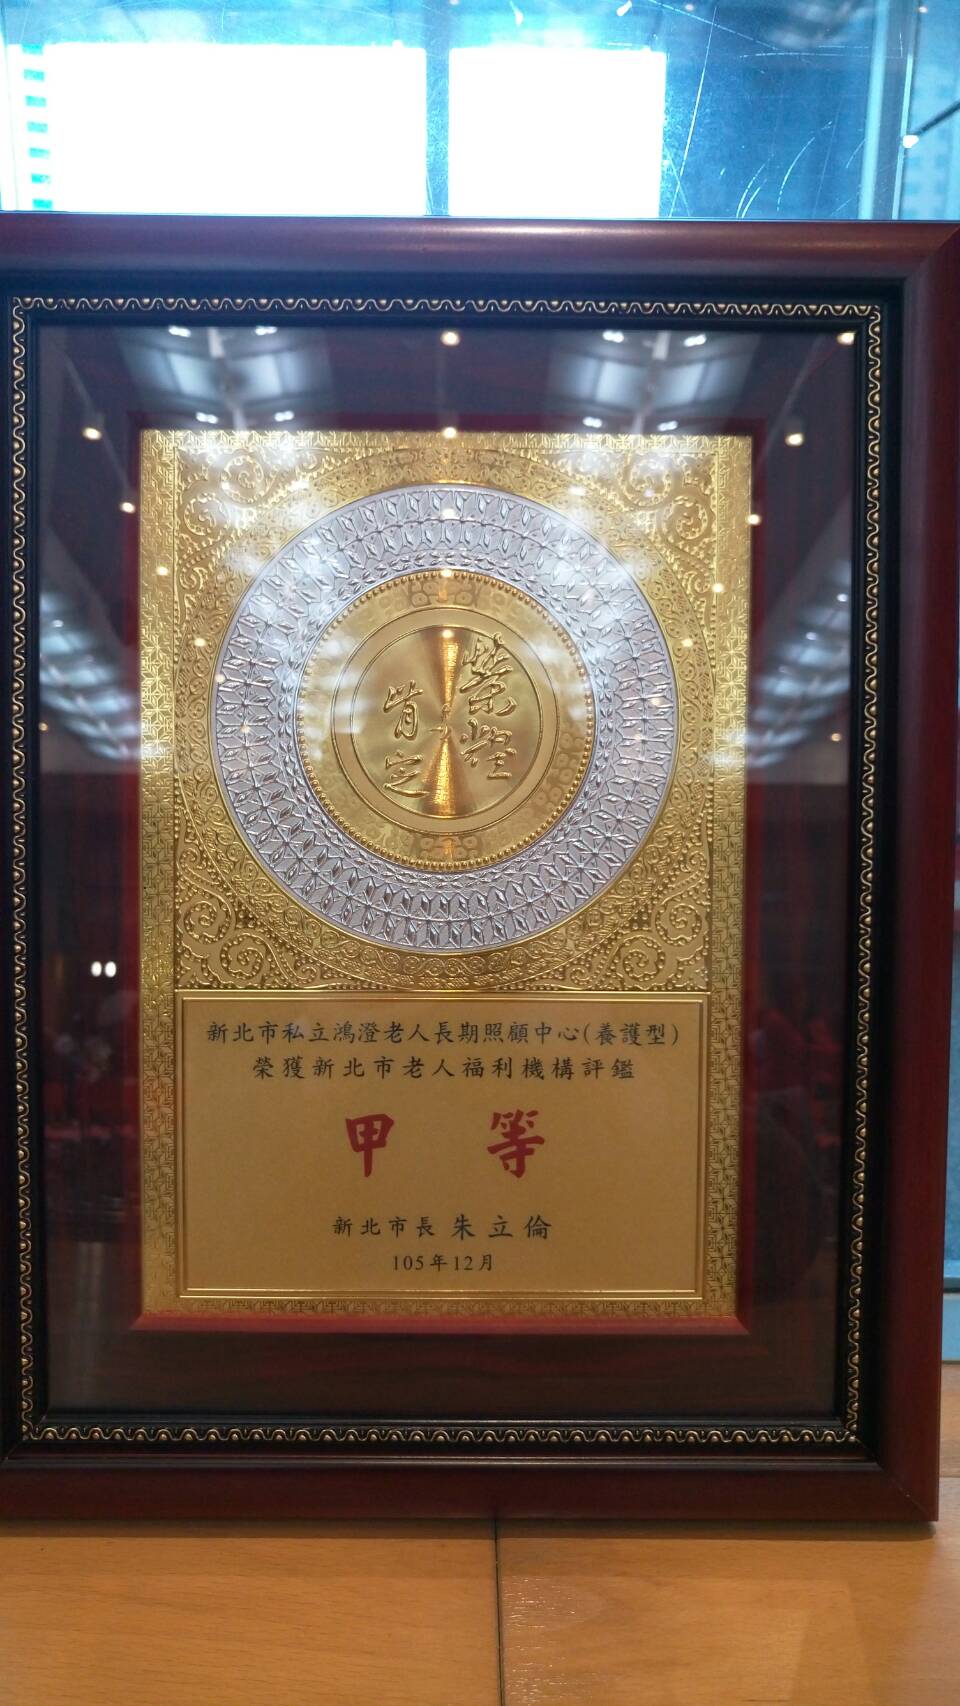 榮耀
肯定
新北市私立鴻澄老人長期照顧中心(養護型)
榮獲新北市老人福利機構評鑑
甲等
新北市長 朱立倫
105年12月